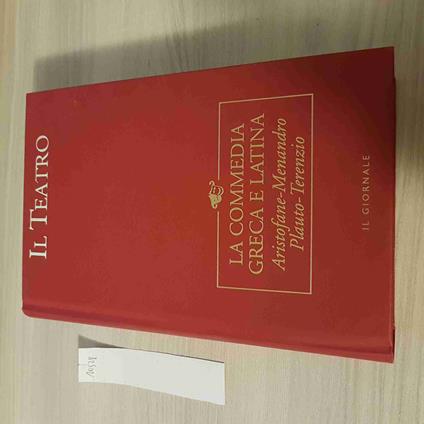 IL TEATRO
LA COMMEDIA
GRECA E LATINA
Aristofane-Menandro
Plauto-Terenzio
IL GIORNALE